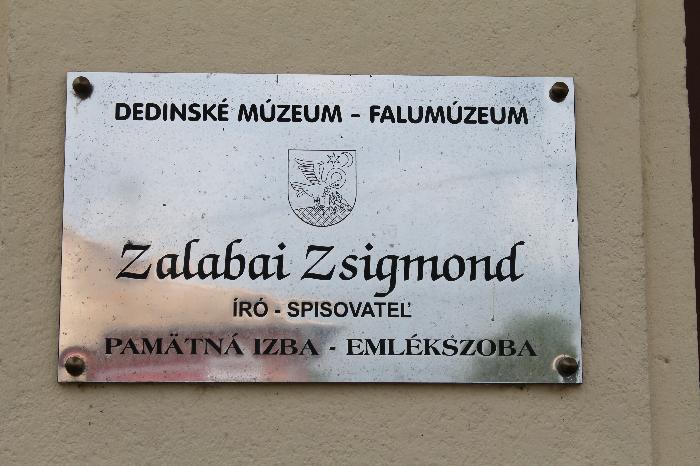 DEDINSKÉ MÚZEUM - FALUMÚZEUM
Zalabai Zsigmond
ÍRÓ - SPISOVATEĽ
PAMÄTNÁ IZBA - EMLÉKSZOBA